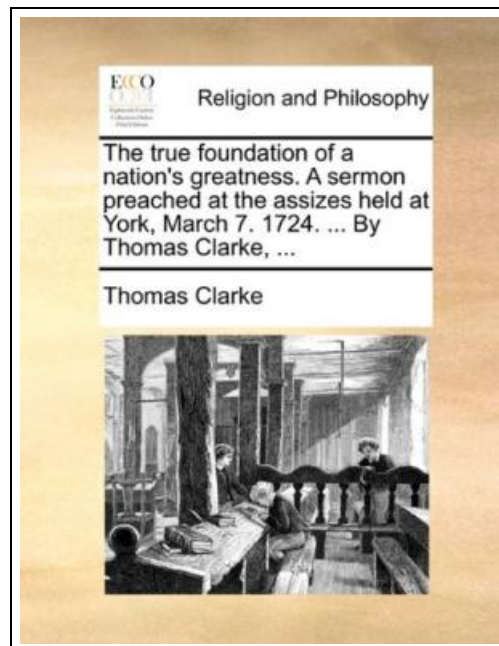 ECCO
Religion and Philosophy
The true foundation of a
nation's greatness. A sermon
preached at the assizes held at
York, March 7. 1724. ... By
Thomas Clarke, ...
Thomas Clarke